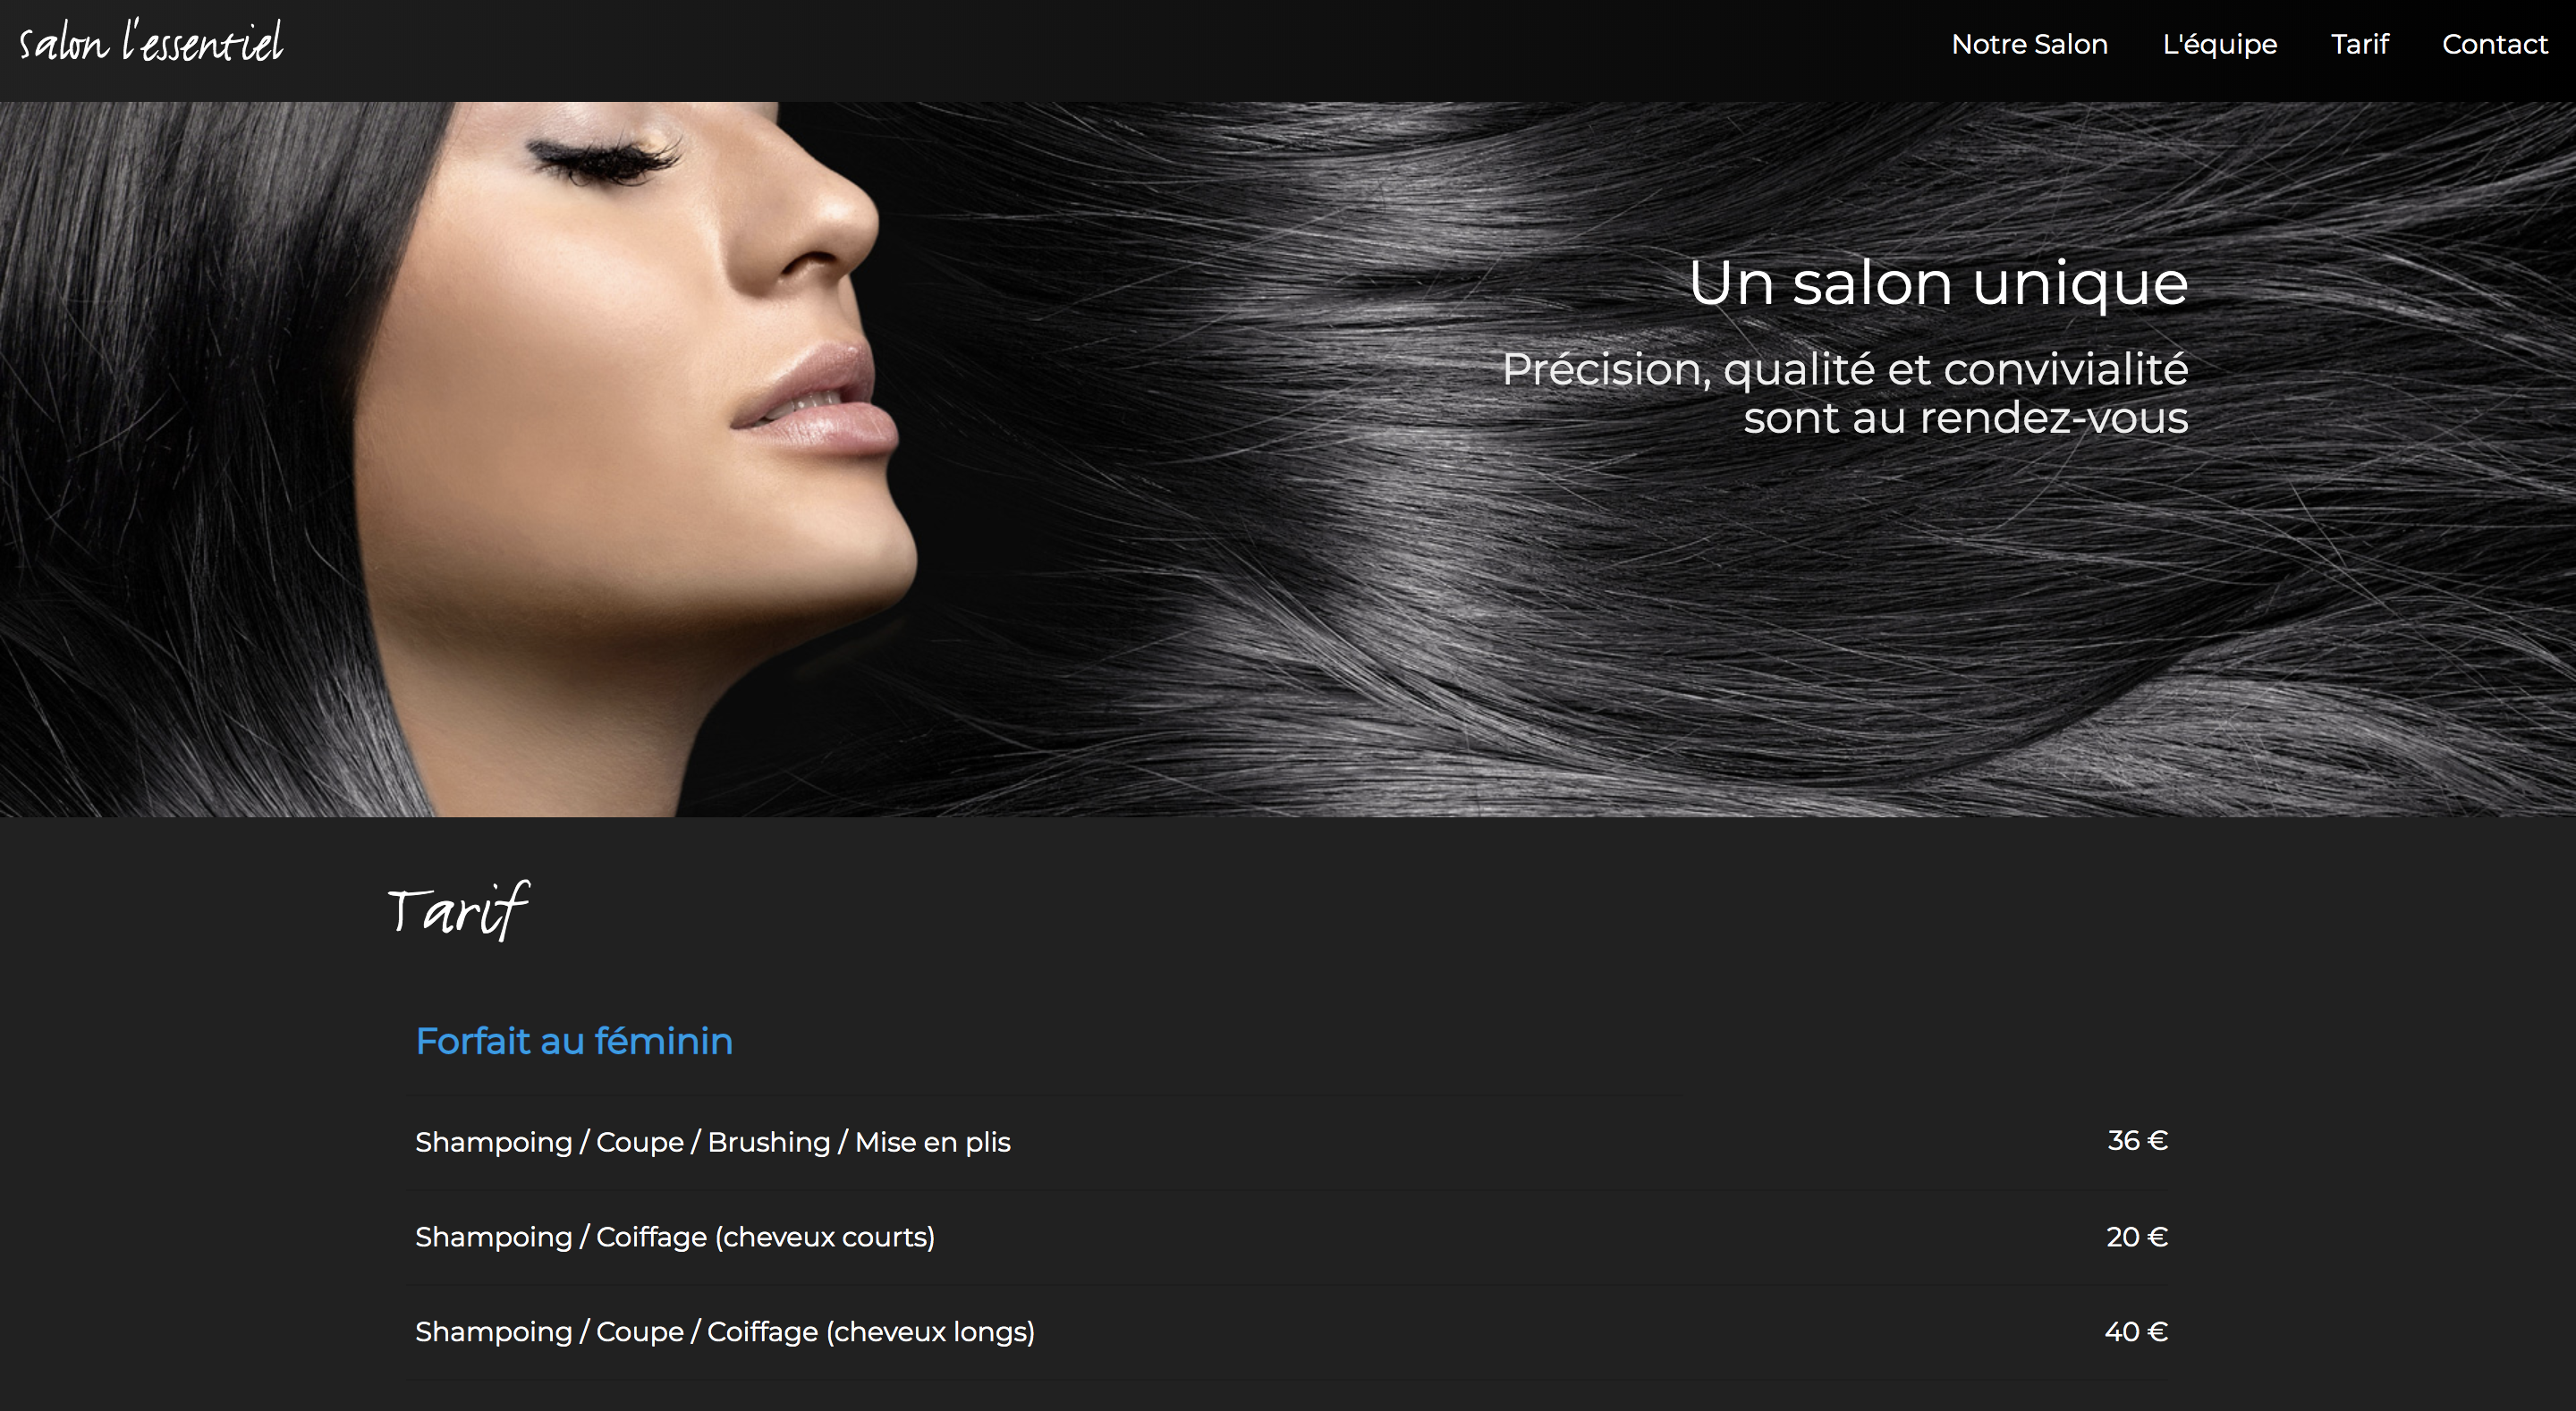 Salon l'essentiel
Notre Salon L'équipe Tarif Contact
Un salon unique
Précision, qualité et convivialité
sont au rendez-vous
Tarif
Forfait au féminin
Shampoing / Coupe / Brushing / Mise en plis 36 €
Shampoing / Coiffage (cheveux courts) 20 €
Shampoing / Coupe / Coiffage (cheveux longs) 40 €